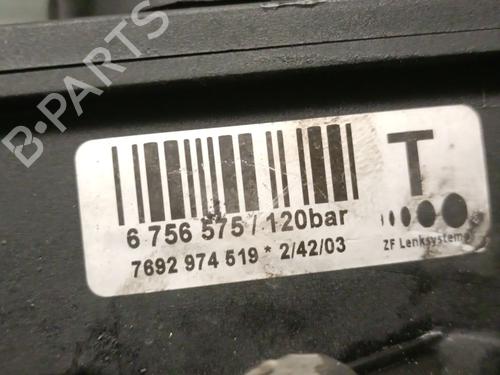 B-PARTS
T
6 756 575 / 120bar
7692 974 519 * 2/42/03
ZF Lenksysteme